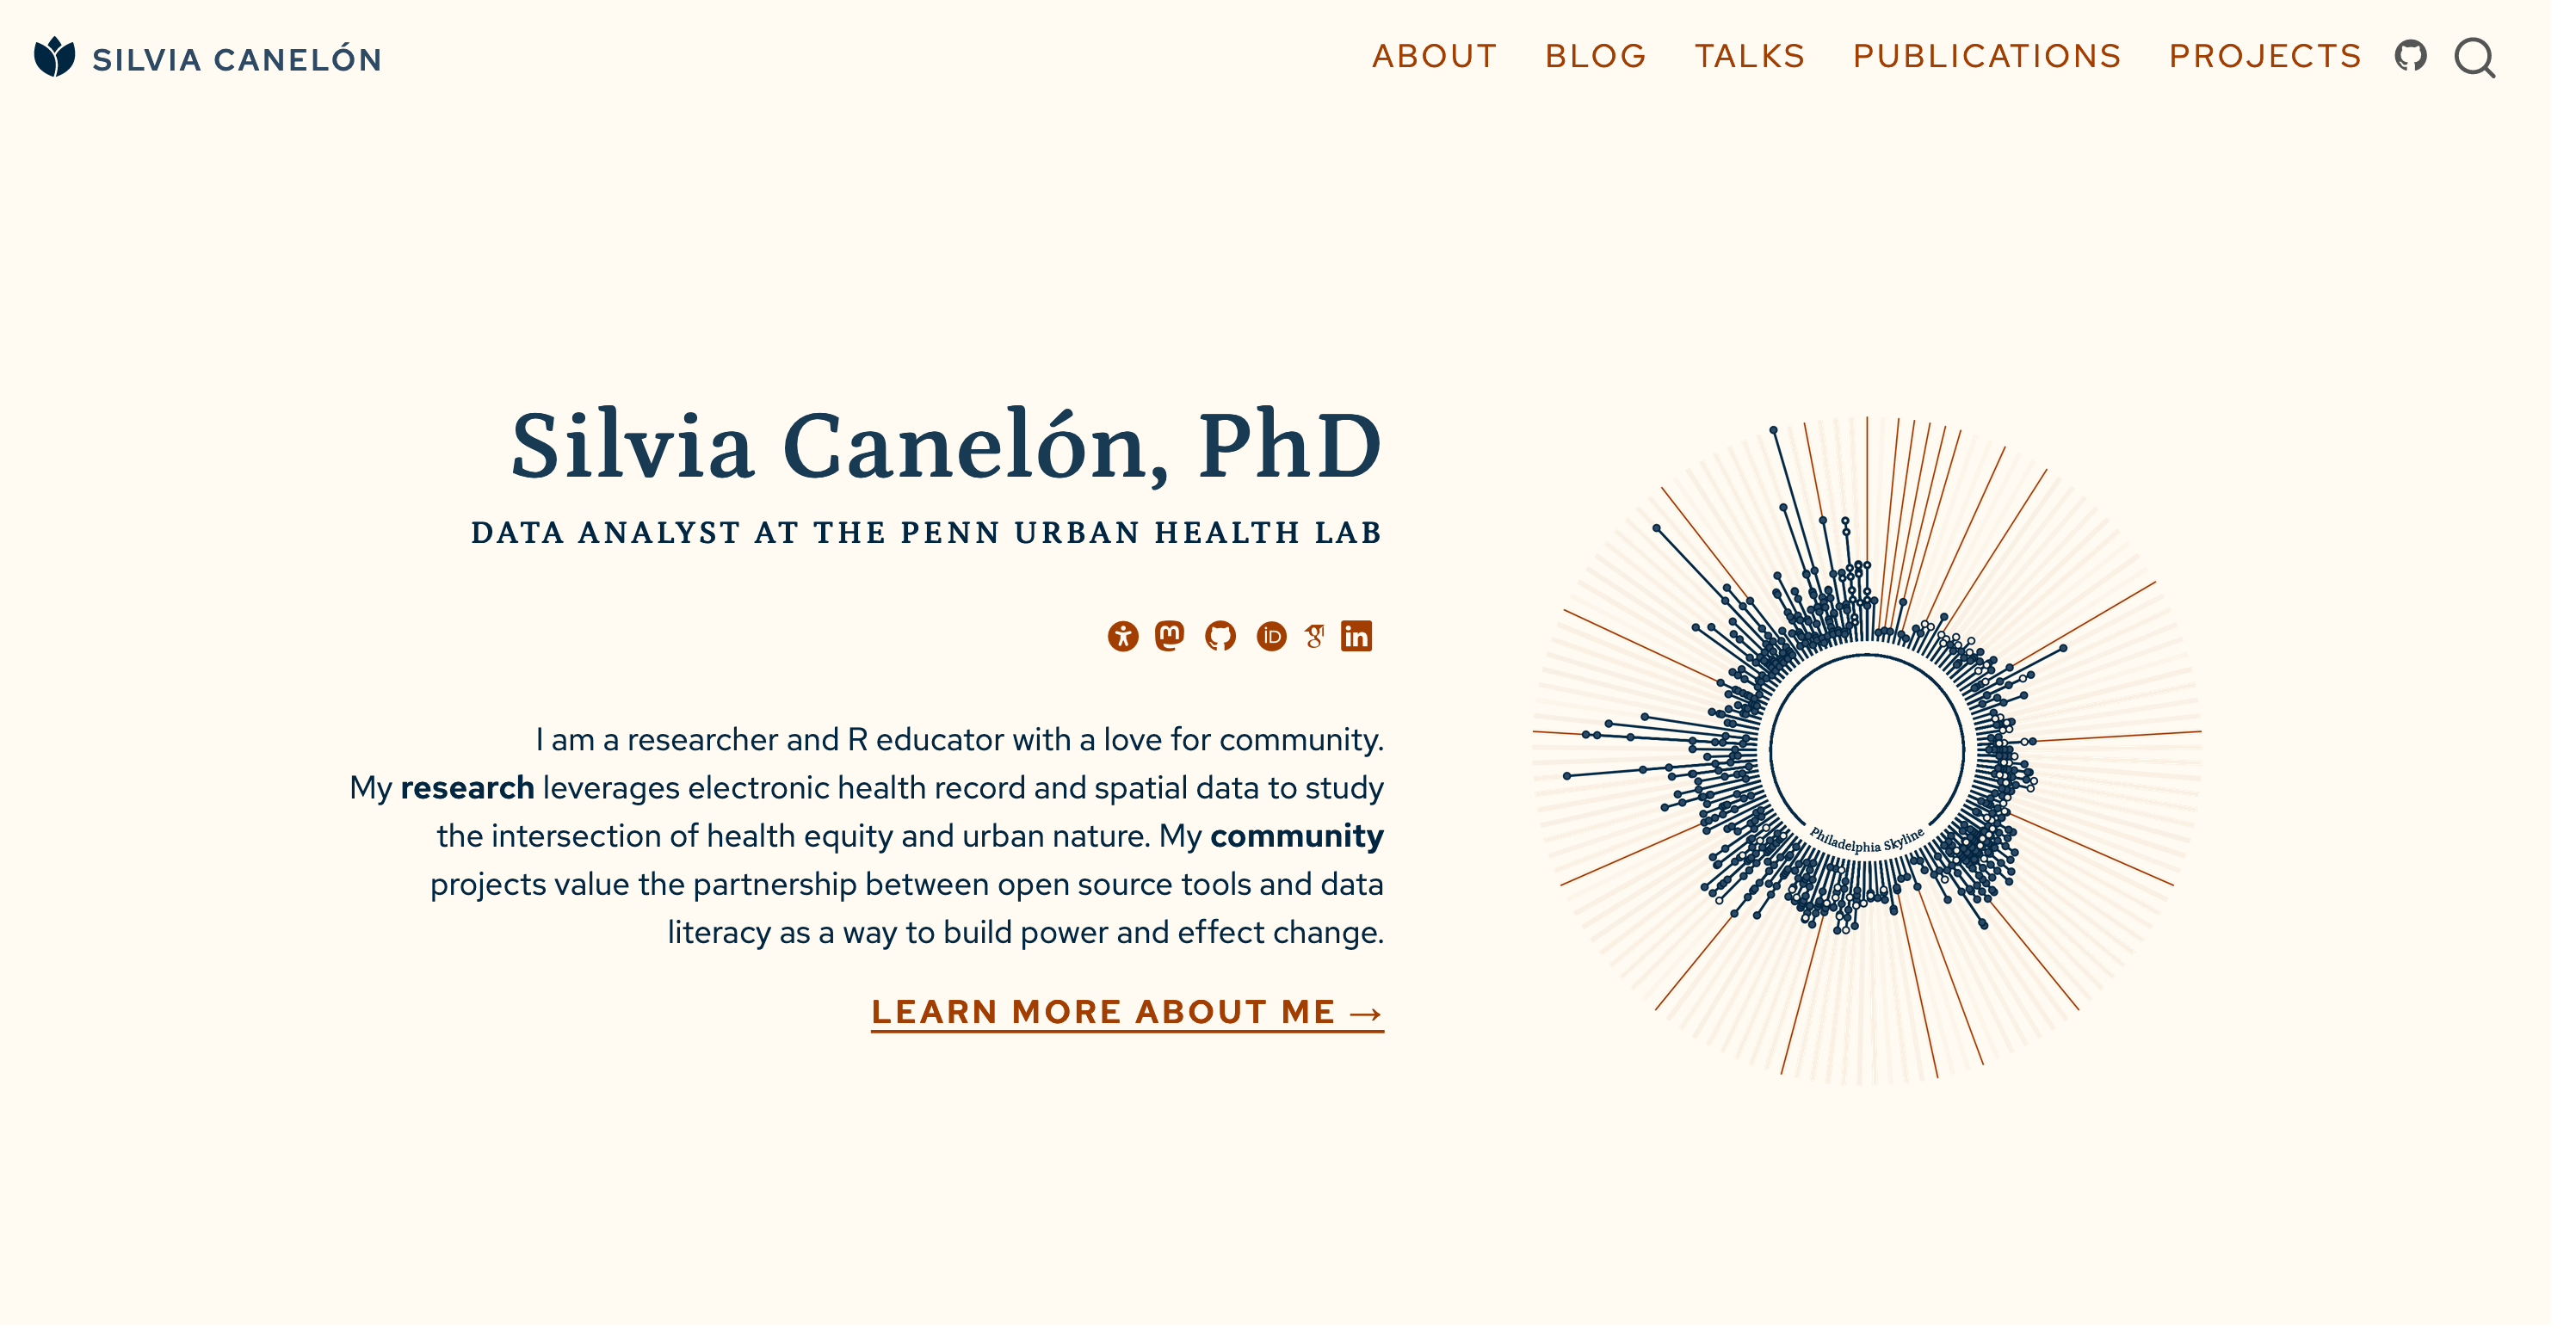 SILVIA CANELÓN
ABOUT BLOG TALKS PUBLICATIONS PROJECTS
Silvia Canelón, PhD
DATA ANALYST AT THE PENN URBAN HEALTH LAB
I am a researcher and R educator with a love for community.
My research leverages electronic health record and spatial data to study
the intersection of health equity and urban nature. My community
projects value the partnership between open source tools and data
literacy as a way to build power and effect change.
LEARN MORE ABOUT ME →
Philadelphia Skyline